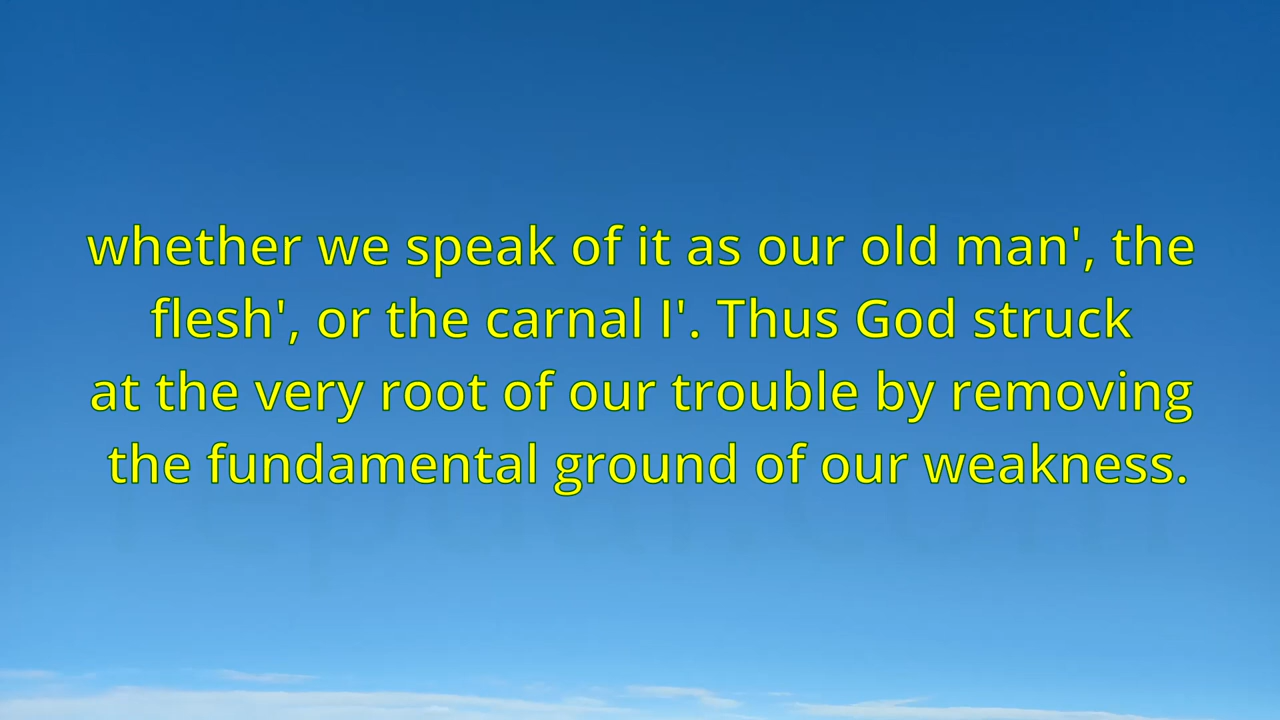 whether we speak of it as our old man', the
flesh', or the carnal I'. Thus God struck
at the very root of our trouble by removing
the fundamental ground of our weakness.